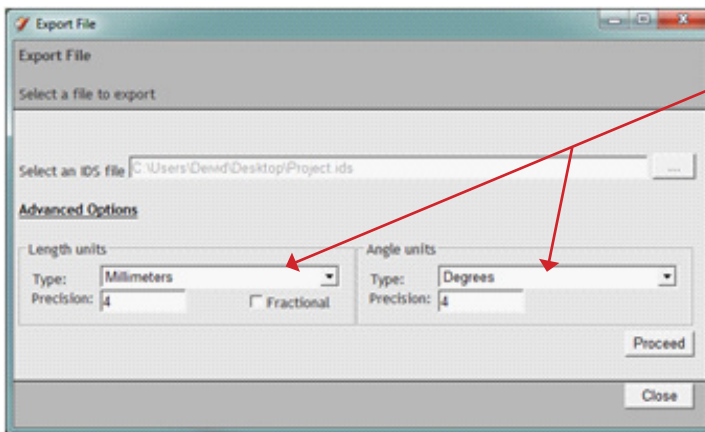 Export File
Export File
Select a file to export
Select an IDS file C:\Users\Deivid\Desktop\Project.ids ...
Advanced Options
Length units Angle units
Type: Millimeters Type: Degrees
Precision: 4 Fractional Precision: 4
Proceed
Close